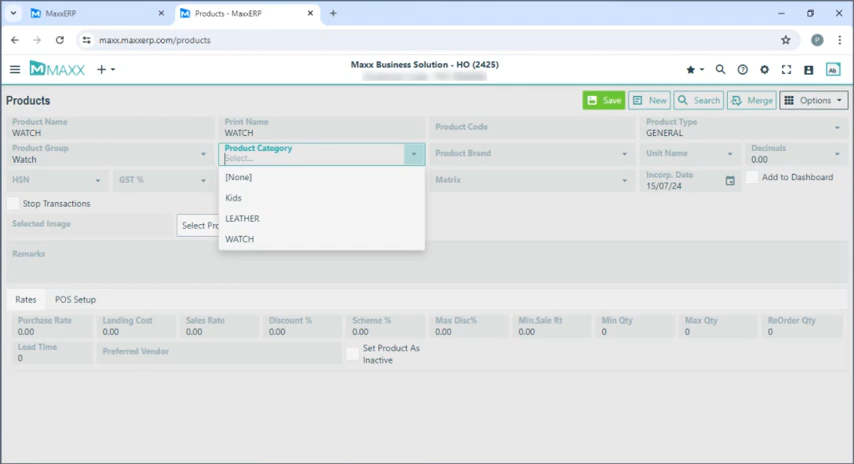 MaxxERP
Products - MaxxERP
maxx.maxxerp.com/products
P
MAXX
Maxx Business Solution - HO (2425)
Ab
Products
Save
New
Search
Merge
Options
Product Name
WATCH
Print Name
WATCH
Product Code
Product Type
GENERAL
Product Group
Watch
Product Category
Select...
Product Brand
Unit Name
Decimals
0.00
HSN
GST %
[None]
Kids
LEATHER
WATCH
Matrix
Incorp. Date
15/07/24
Add to Dashboard
Stop Transactions
Selected Image
Select Pro
Remarks
Rates
POS Setup
Purchase Rate
0.00
Landing Cost
0.00
Sales Rate
0.00
Discount %
0.00
Scheme %
0.00
Max Disc%
0.00
Min.Sale Rt
0.00
Min Qty
0
Max Qty
0
ReOrder Qty
0
Lead Time
0
Preferred Vendor
Set Product As
Inactive